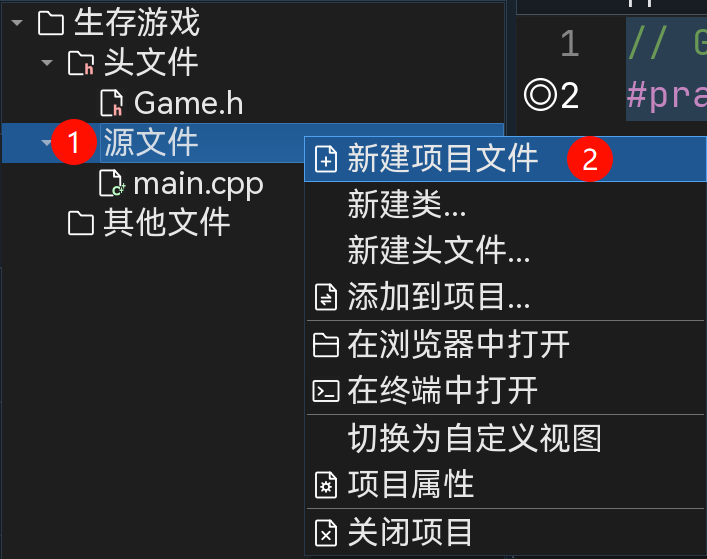 生存游戏
头文件
Game.h
1 源文件
main.cpp
其他文件
1 // G
2 #pra
新建项目文件 2
新建类...
新建头文件...
添加到项目...
在浏览器中打开
在终端中打开
切换为自定义视图
项目属性
关闭项目